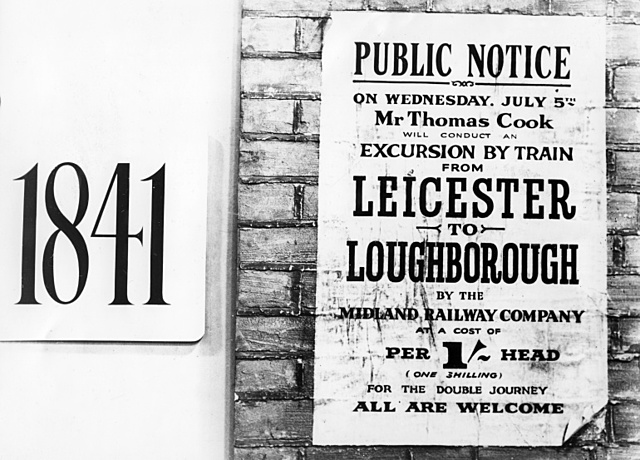 1841
PUBLIC NOTICE
ON WEDNESDAY. JULY 5TH
Mr Thomas Cook
WILL CONDUCT AN
EXCURSION BY TRAIN
FROM
LEICESTER
TO
LOUGHBOROUGH
BY THE
MIDLAND RAILWAY COMPANY
AT A COST OF
PER 1/~ HEAD
(ONE SHILLING)
FOR THE DOUBLE JOURNEY
ALL ARE WELCOME